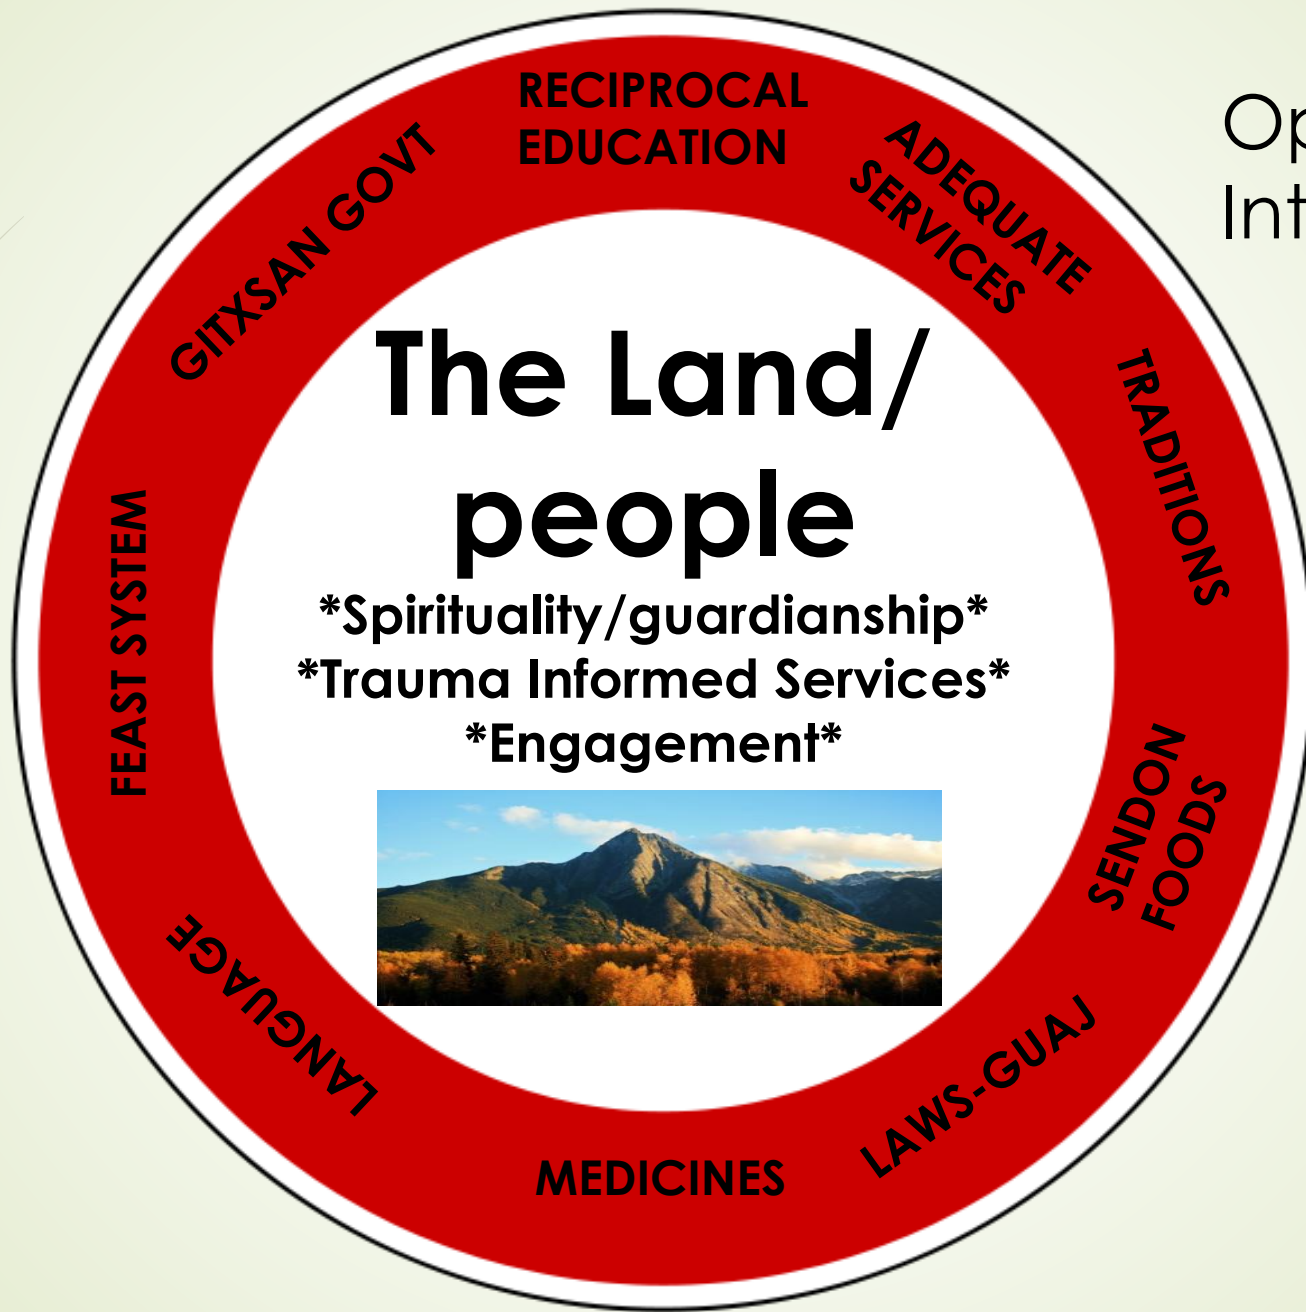 RECIPROCAL
EDUCATION
ADEQUATE
SERVICES
TRADITIONS
SENDON
FOODS
LAWS-GUAJ
MEDICINES
LANGUAGE
FEAST SYSTEM
GITXSAN GOVT
The Land/
people
*Spirituality/guardianship*
*Trauma Informed Services*
*Engagement*